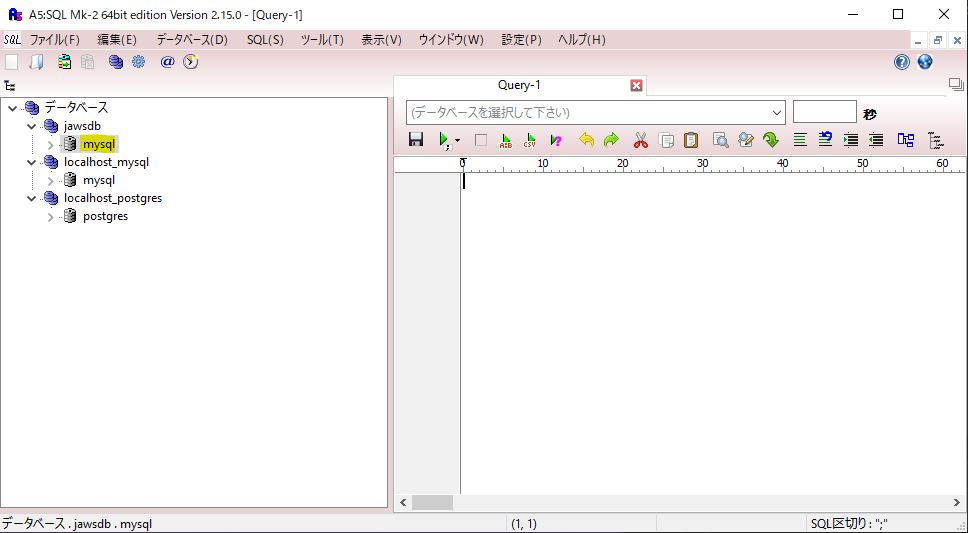 A5:SQL Mk-2 64bit edition Version 2.15.0 - [Query-1]
SQL ファイル(F) 編集(E) データベース(D) SQL(S) ツール(T) 表示(V) ウインドウ(W) 設定(P) ヘルプ(H)
Query-1
データベース
(データベースを選択して下さい) 秒
jawsdb
mysql
A:B CSV
localhost_mysql
0 10 20 30 40 50 60
mysql
localhost_postgres
postgres
データベース . jawsdb . mysql (1, 1) SQL区切り : ";"